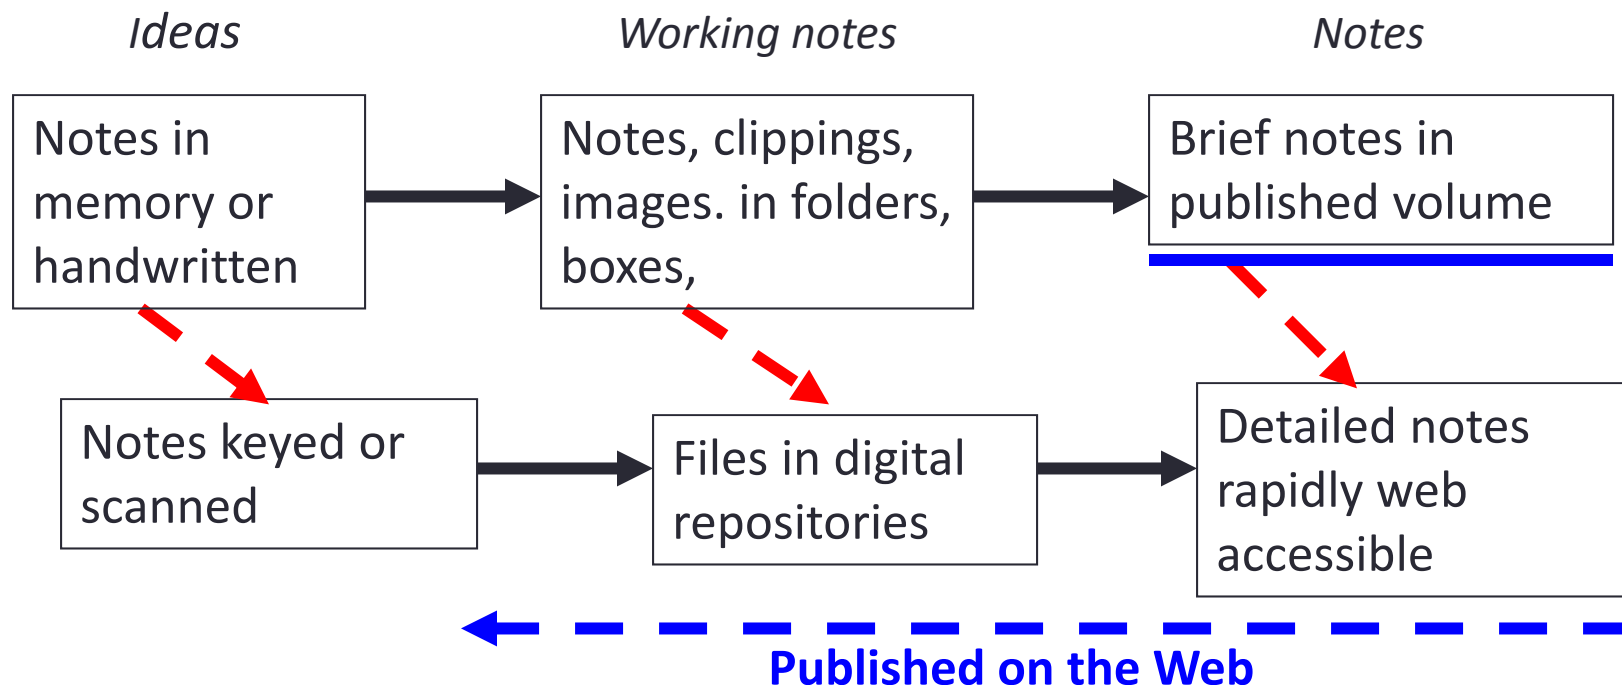 Ideas
Working notes
Notes
Notes in
memory or
handwritten
Notes, clippings,
images. in folders,
boxes,
Brief notes in
published volume
Notes keyed or
scanned
Files in digital
repositories
Detailed notes
rapidly web
accessible
Published on the Web